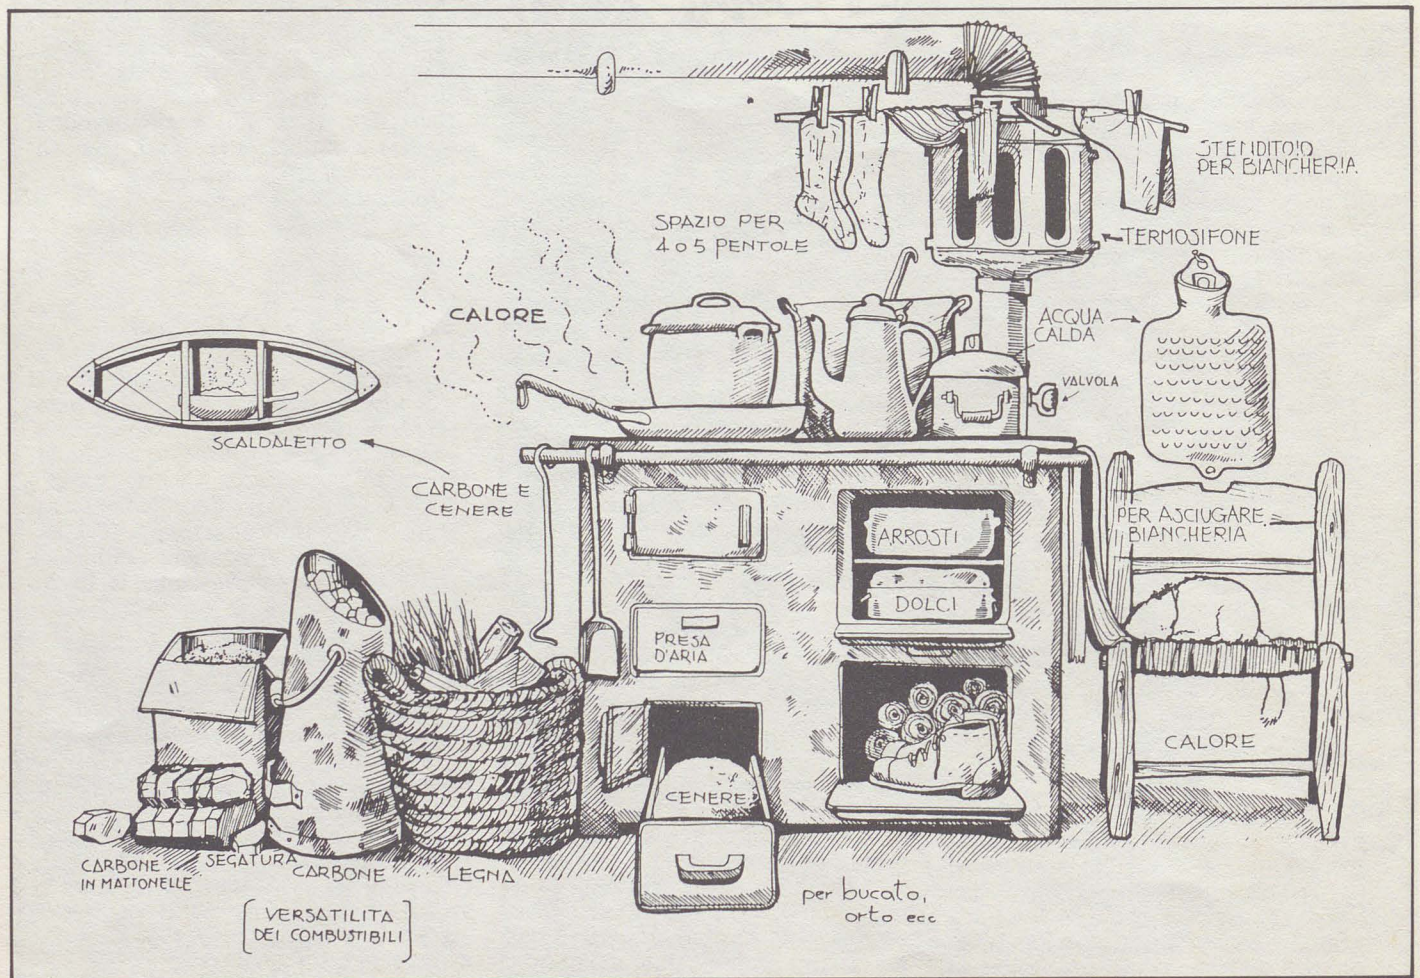 STENDITOIO
PER BIANCHERIA
SPAZIO PER
4 O 5 PENTOLE
TERMOSIFONE
CALORE
ACQUA
CALDA
VALVOLA
SCALDALETTO
CARBONE E
CENERE
PER ASCIUGARE
BIANCHERIA
ARROSTI
DOLCI
PRESA
D'ARIA
CALORE
CENERE
CARBONE
IN MATTONELLE
SEGATURA
CARBONE
LEGNA
per bucato,
orto ecc
[VERSATILITA
DEI COMBUSTIBILI]